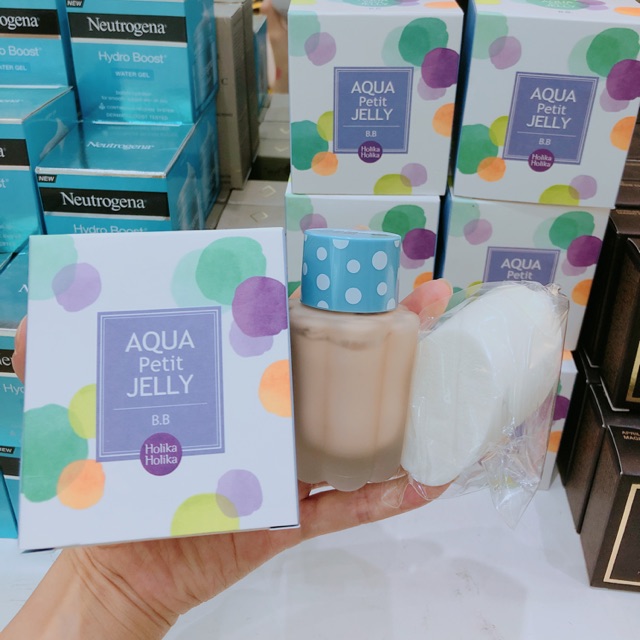 NEW
Neutrogena
Hydro Boost
WATER GEL
NEW
Neutrogena
Hydro Boost
AQUA
Petit
JELLY
B.B
Holika
Holika
AQUA
Petit
JELLY
B.B
Holika
Holika
AQUA
Petit
AQUA
Petit
JELLY
B.B
Holika
Holika